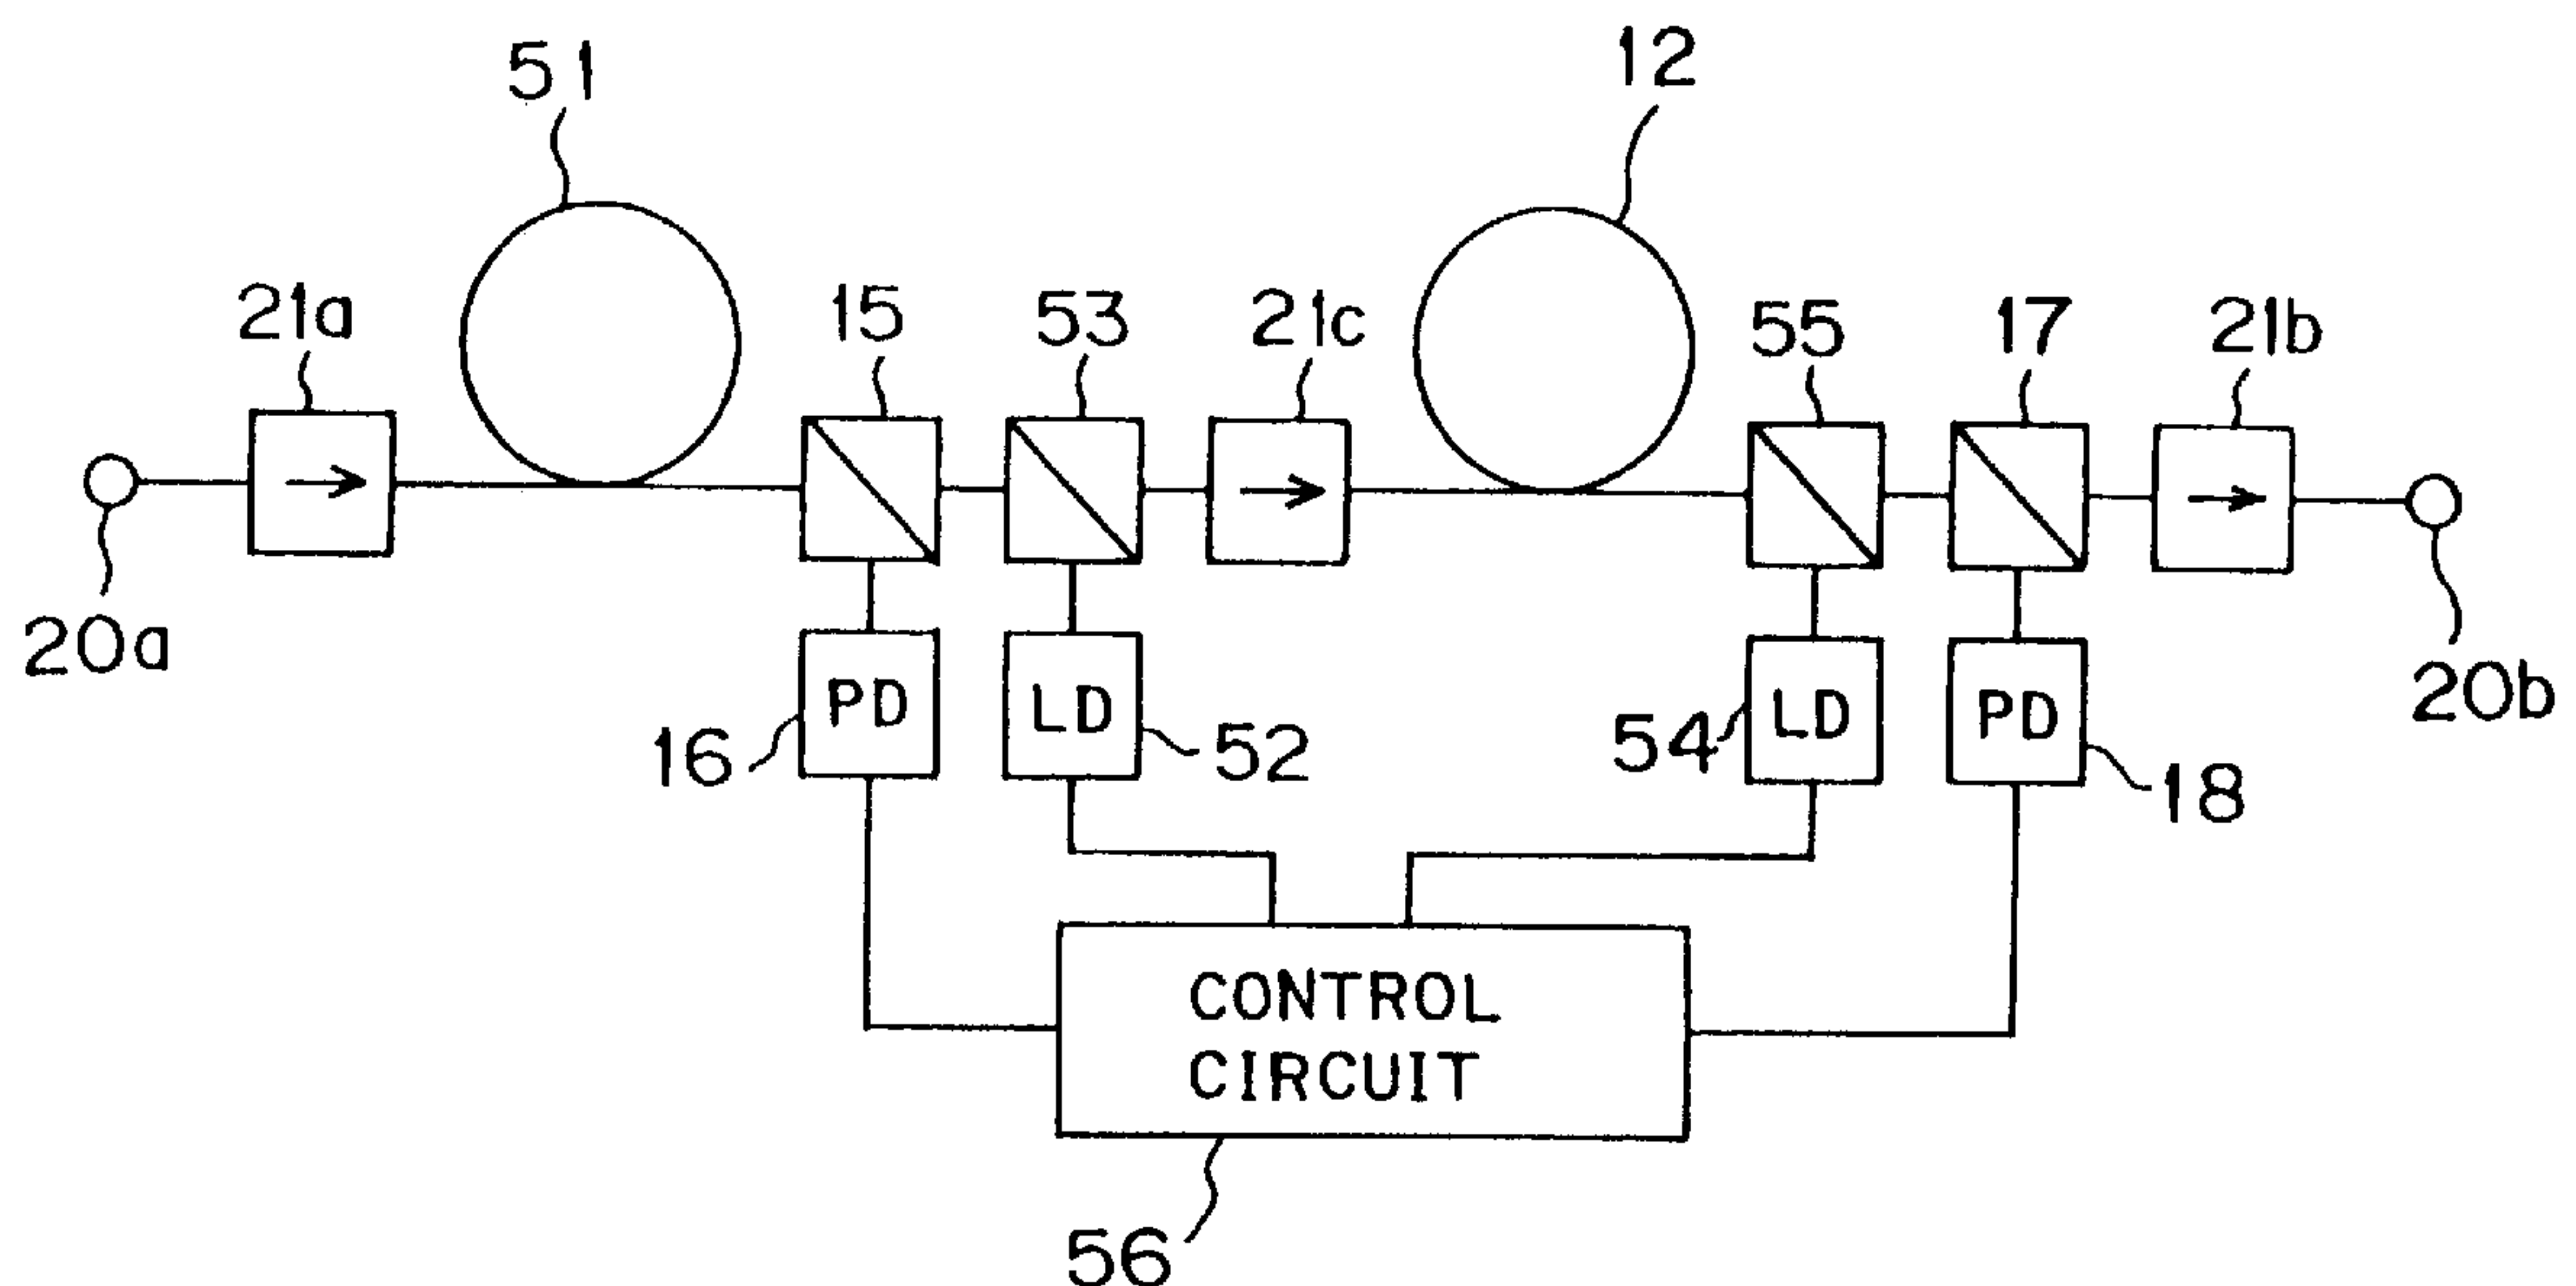 51
12
21a
15
53
21c
55
17
21b
20a
PD
LD
LD
PD
20b
16
52
54
18
CONTROL
CIRCUIT
56